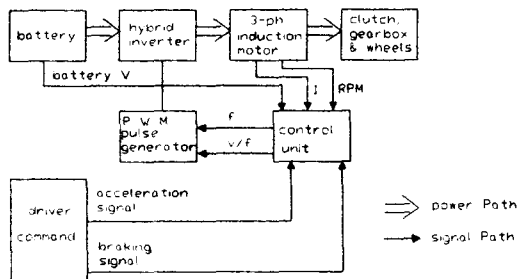 battery
hybrid
inverter
3-ph
induction
motor
clutch,
gearbox
& wheels
battery V
I
RPM
P W M
pulse
generator
f
v/f
control
unit
driver
command
acceleration
signal
braking
signal
power Path
signal Path